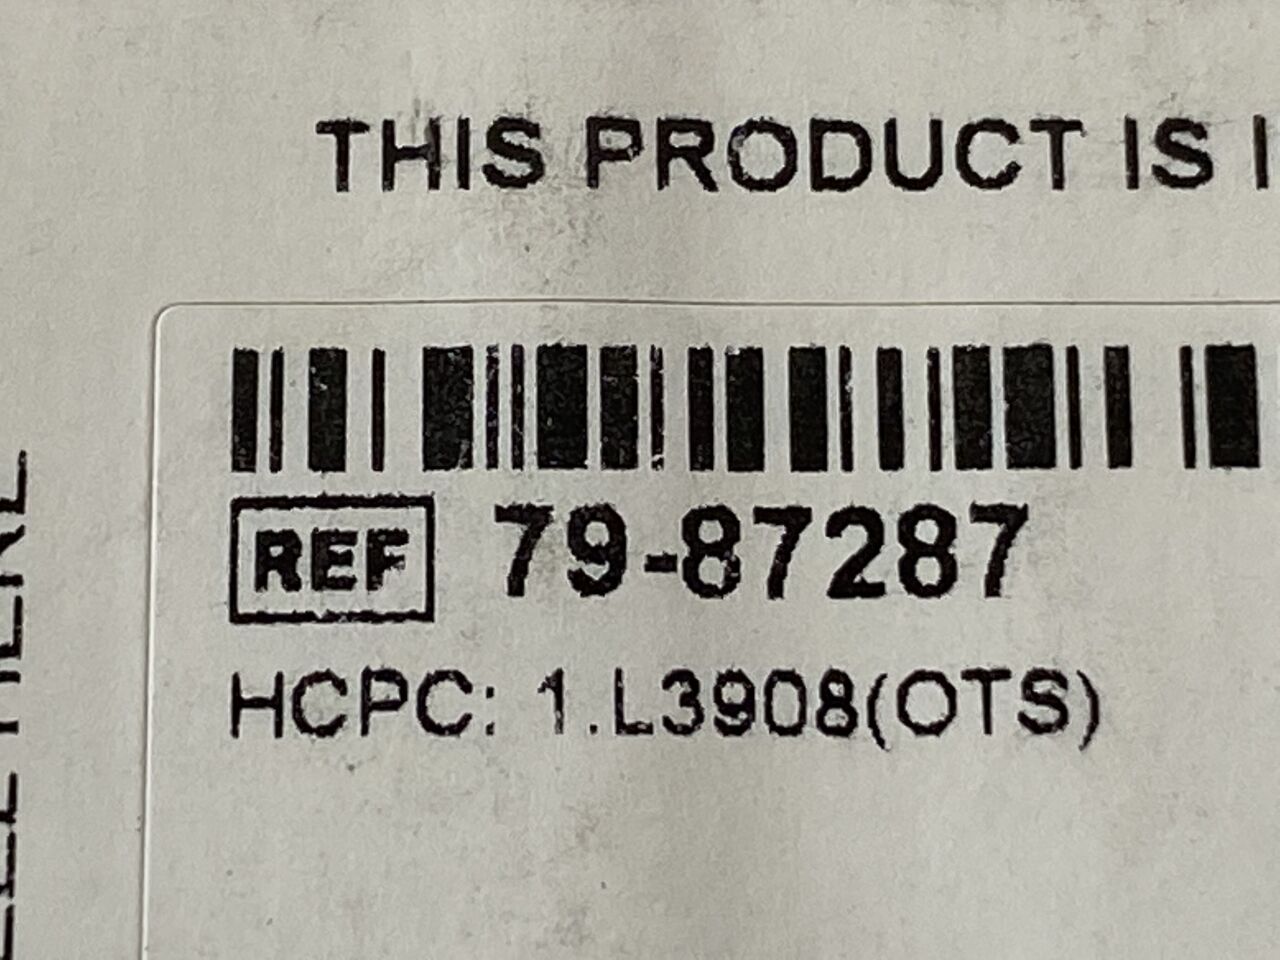 THIS PRODUCT IS
REF 79-87287
HCPC: 1.L3908(OTS)